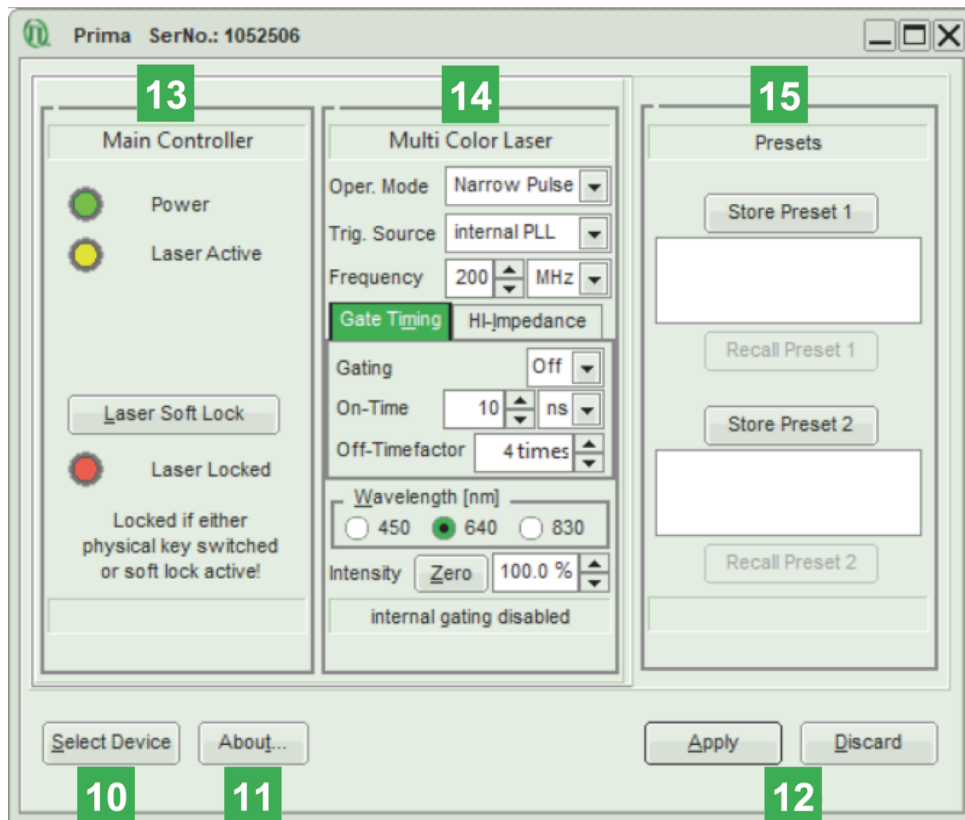 Prima SerNo.: 1052506
13
Main Controller
Power
Laser Active
Laser Soft Lock
Laser Locked
Locked if either
physical key switched
or soft lock active!
14
Multi Color Laser
Oper. Mode Narrow Pulse
Trig. Source internal PLL
Frequency 200 MHz
Gate Timing HI-Impedance
Gating Off
On-Time 10 ns
Off-Timefactor 4 times
Wavelength [nm]
450 640 830
Intensity Zero 100.0 %
internal gating disabled
15
Presets
Store Preset 1
Recall Preset 1
Store Preset 2
Recall Preset 2
Select Device About... Apply Discard
10 11 12